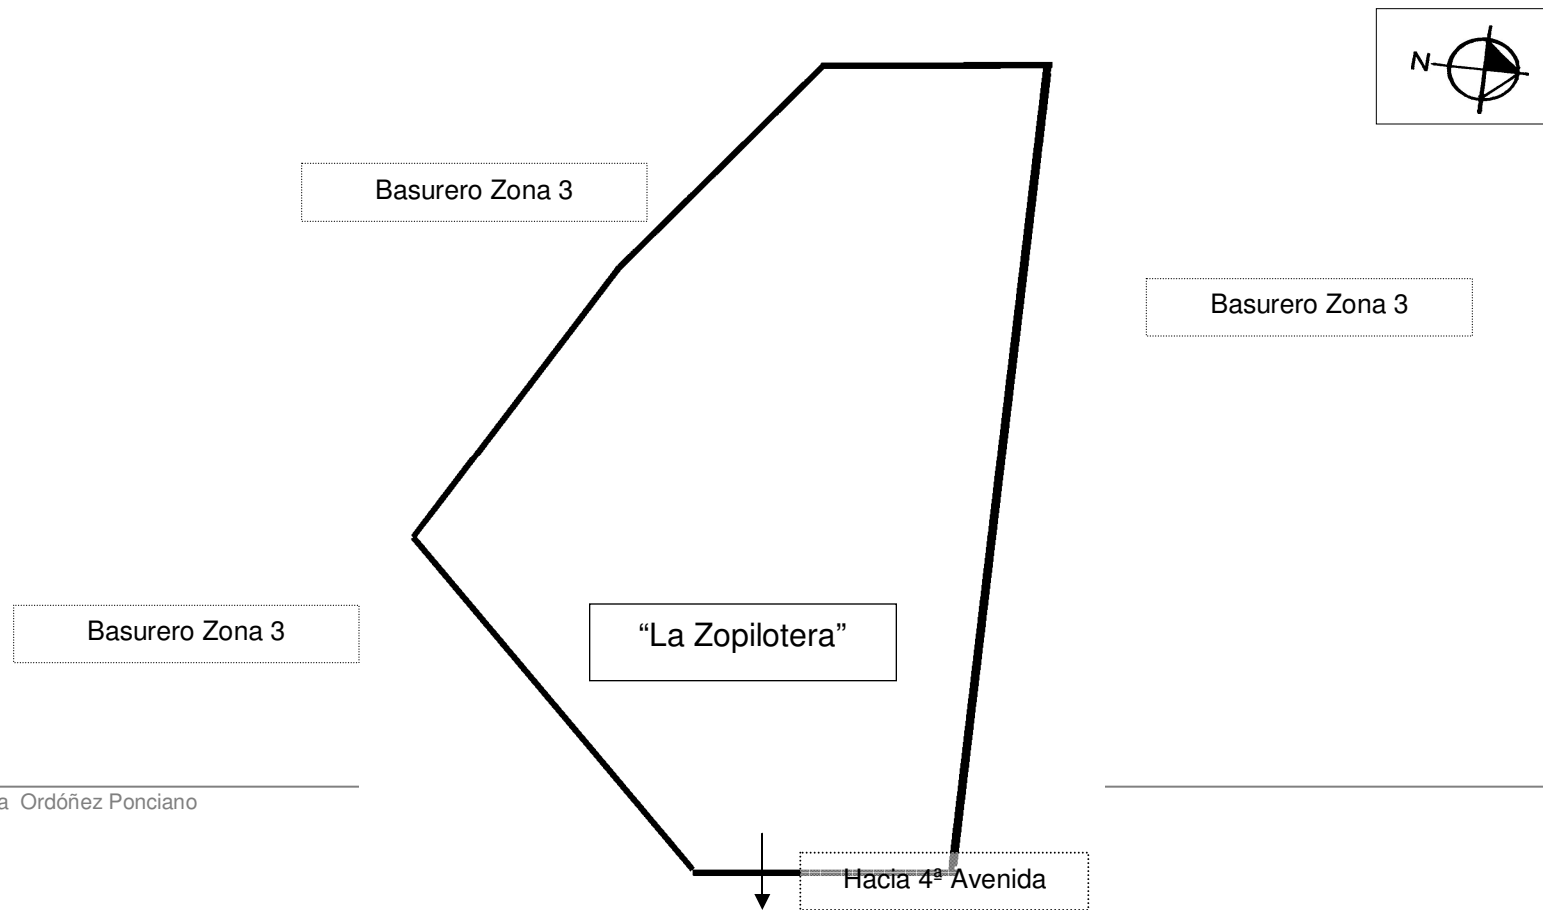 N
Basurero Zona 3
Basurero Zona 3
Basurero Zona 3
“La Zopilotera”
a Ordóñez Ponciano
Hacia 4ª Avenida